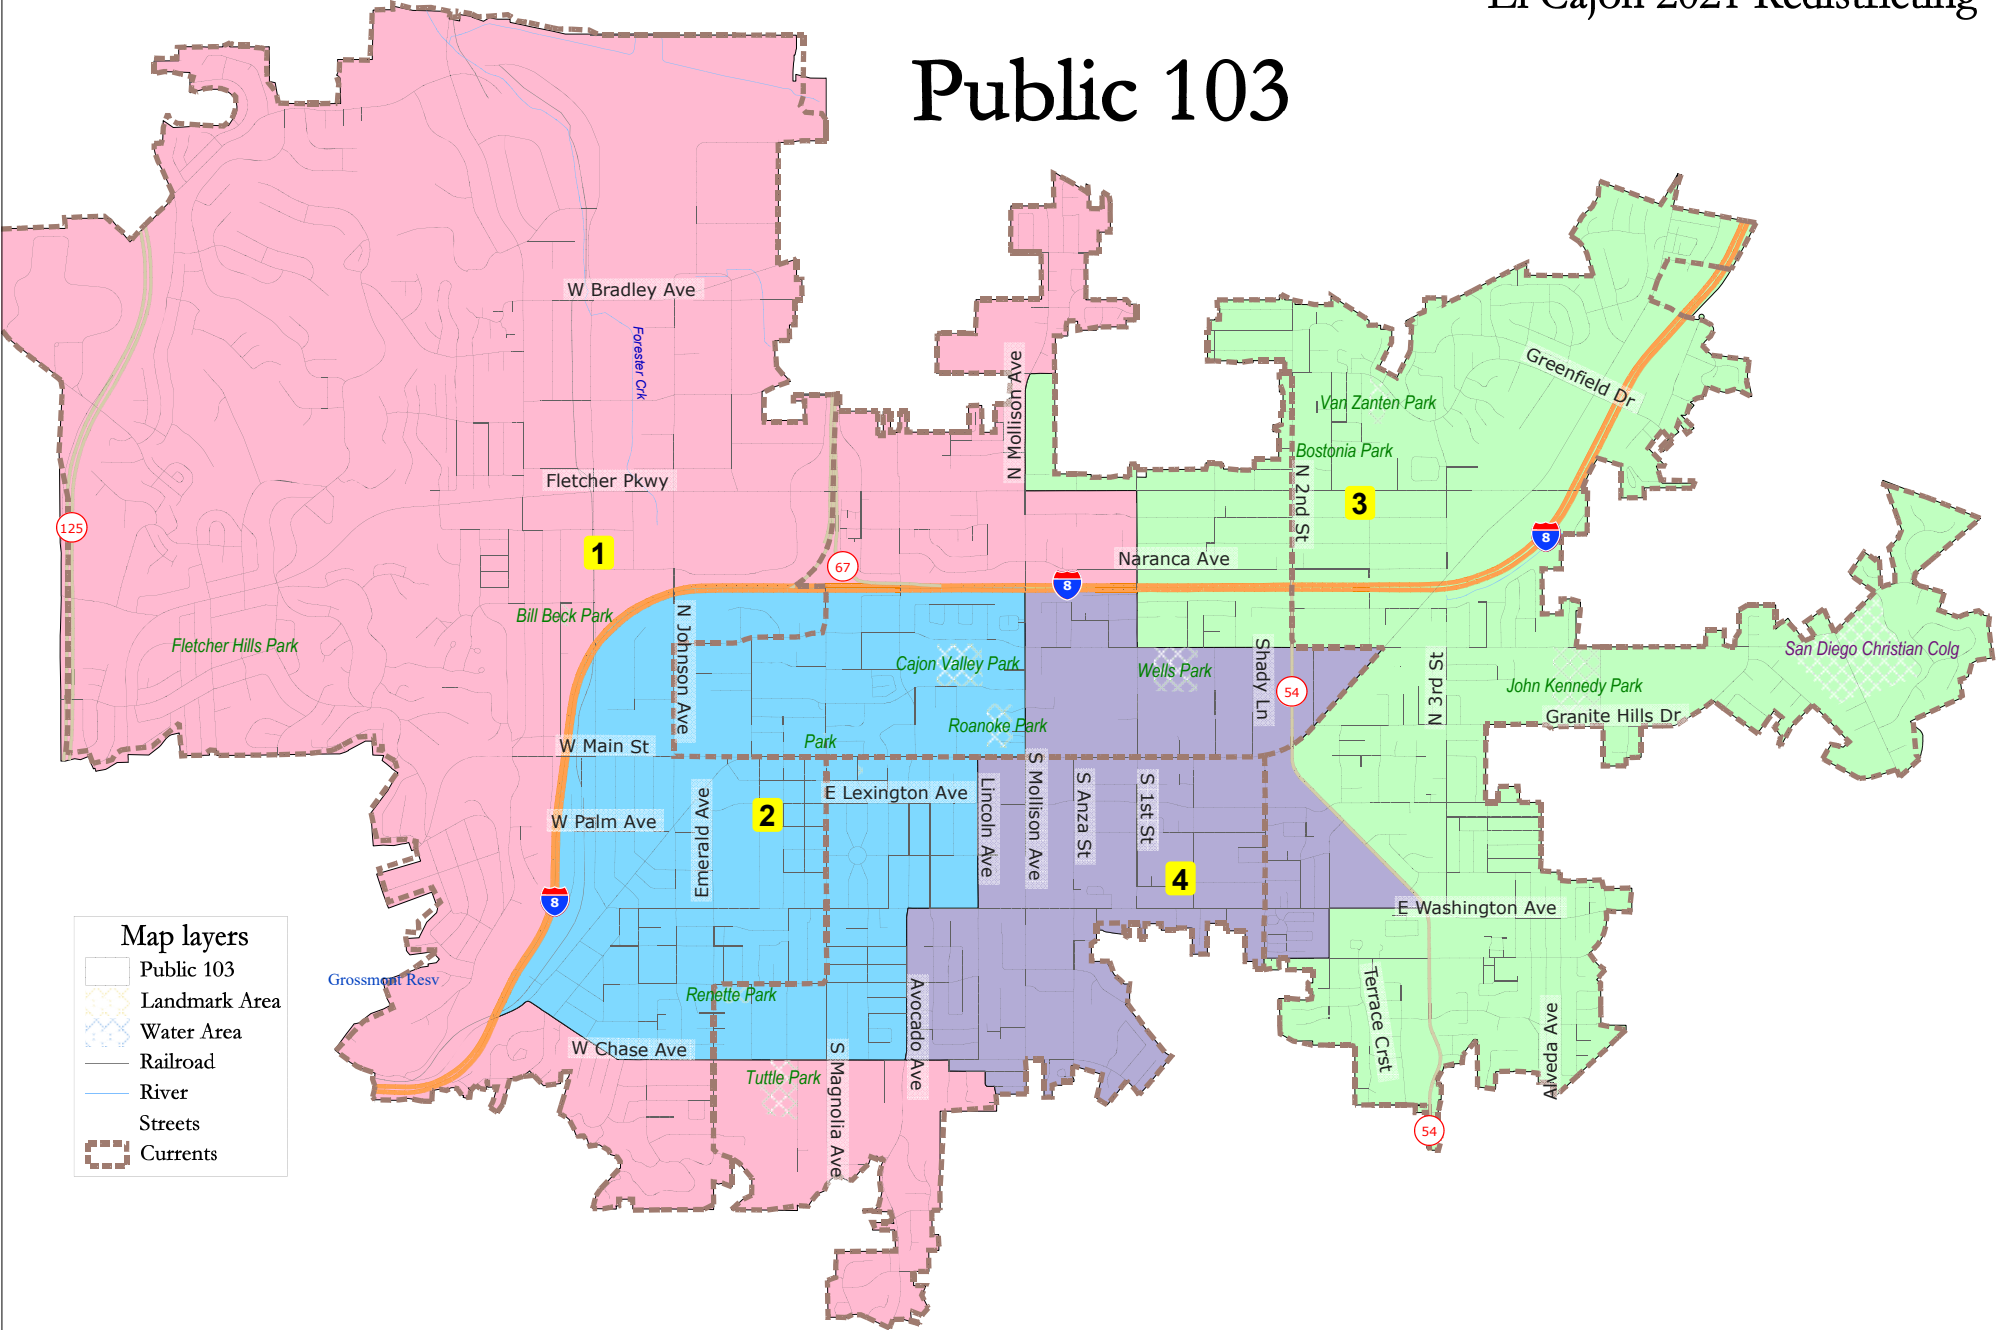 El Cajon 2021 Redistricting
Public 103
W Bradley Ave
Forester Crk
N Mollison Ave
Greenfield Dr
Van Zanten Park
Bostonia Park
Fletcher Pkwy
N 2nd St
3
125
1
8
Naranca Ave
67
8
Bill Beck Park
N Johnson Ave
Fletcher Hills Park
Cajon Valley Park
Wells Park
Shady Ln
54
N 3rd St
John Kennedy Park
San Diego Christian Colg
Granite Hills Dr
Roanoke Park
Park
W Main St
W Palm Ave
Emerald Ave
2
E Lexington Ave
Lincoln Ave
S Mollison Ave
S Anza St
S 1st St
4
8
E Washington Ave
Grossmont Resv
Renette Park
Avocado Ave
Terrace Crst
Alveda Ave
W Chase Ave
Tuttle Park
S Magnolia Ave
54
Map layers
Public 103
Landmark Area
Water Area
Railroad
River
Streets
Currents